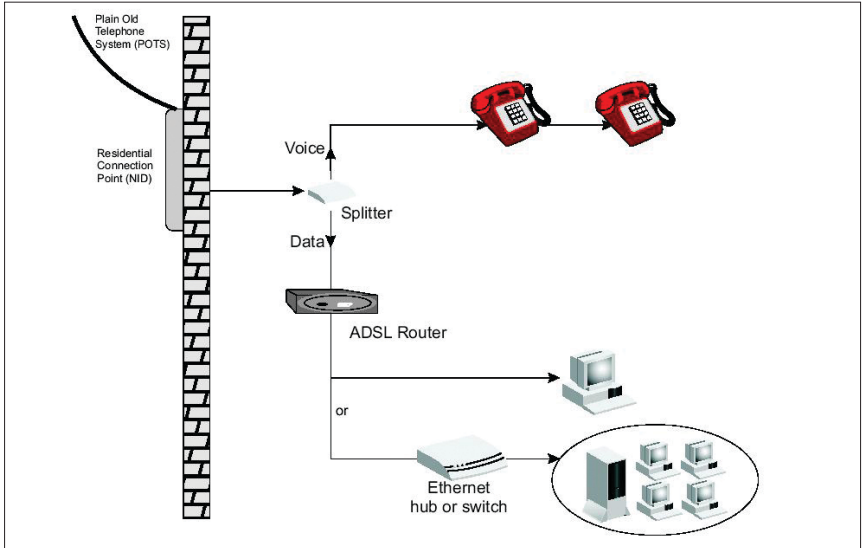 Plain Old
Telephone
System (POTS)
Residential
Connection
Point (NID)
Voice
Splitter
Data
ADSL Router
or
Ethernet
hub or switch